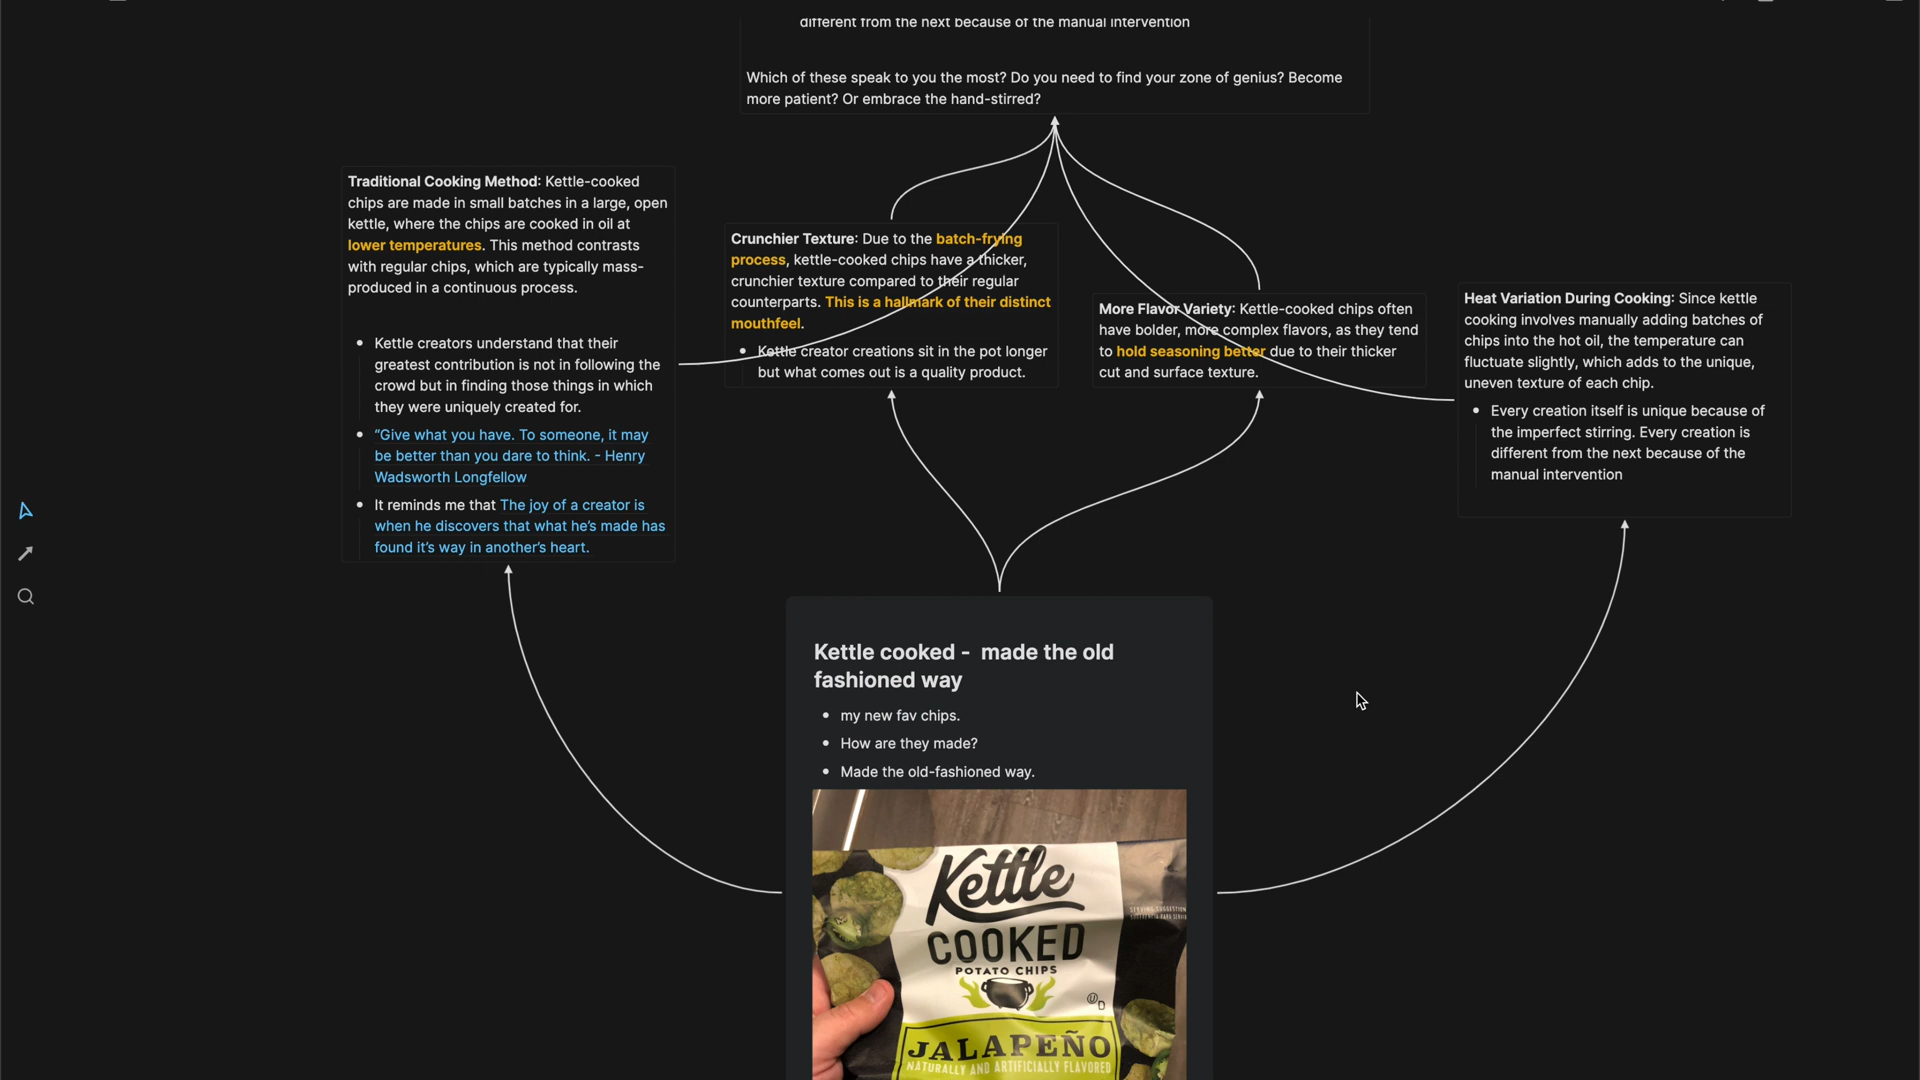 different from the next because of the manual intervention
Which of these speak to you the most? Do you need to find your zone of genius? Become
more patient? Or embrace the hand-stirred?
Traditional Cooking Method: Kettle-cooked
chips are made in small batches in a large, open
kettle, where the chips are cooked in oil at
lower temperatures. This method contrasts
with regular chips, which are typically mass-
produced in a continuous process.
• Kettle creators understand that their
greatest contribution is not in following the
crowd but in finding those things in which
they were uniquely created for.
• “Give what you have. To someone, it may
be better than you dare to think. - Henry
Wadsworth Longfellow
• It reminds me that The joy of a creator is
when he discovers that what he’s made has
found it’s way in another’s heart.
Crunchier Texture: Due to the batch-frying
process, kettle-cooked chips have a thicker,
crunchier texture compared to their regular
counterparts. This is a hallmark of their distinct
mouthfeel.
• Kettle creator creations sit in the pot longer
but what comes out is a quality product.
More Flavor Variety: Kettle-cooked chips often
have bolder, more complex flavors, as they tend
to hold seasoning better due to their thicker
cut and surface texture.
Heat Variation During Cooking: Since kettle
cooking involves manually adding batches of
chips into the hot oil, the temperature can
fluctuate slightly, which adds to the unique,
uneven texture of each chip.
• Every creation itself is unique because of
the imperfect stirring. Every creation is
different from the next because of the
manual intervention
Kettle cooked - made the old
fashioned way
• my new fav chips.
• How are they made?
• Made the old-fashioned way.
Kettle
COOKED
POTATO CHIPS
SERVING SUGGESTION
JALAPEÑO
NATURALLY AND ARTIFICIALLY FLAVORED